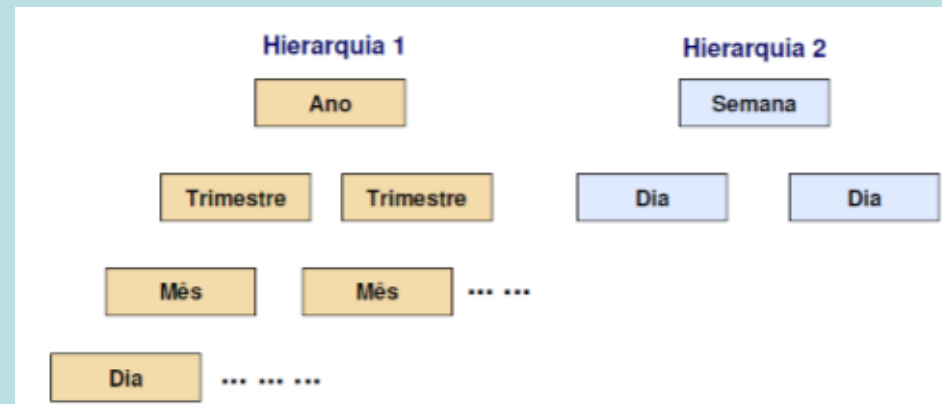 Hierarquia 1
Hierarquia 2
Ano
Semana
Trimestre
Trimestre
Dia
Dia
Mês
Mês
... ...
Dia
... ... ...